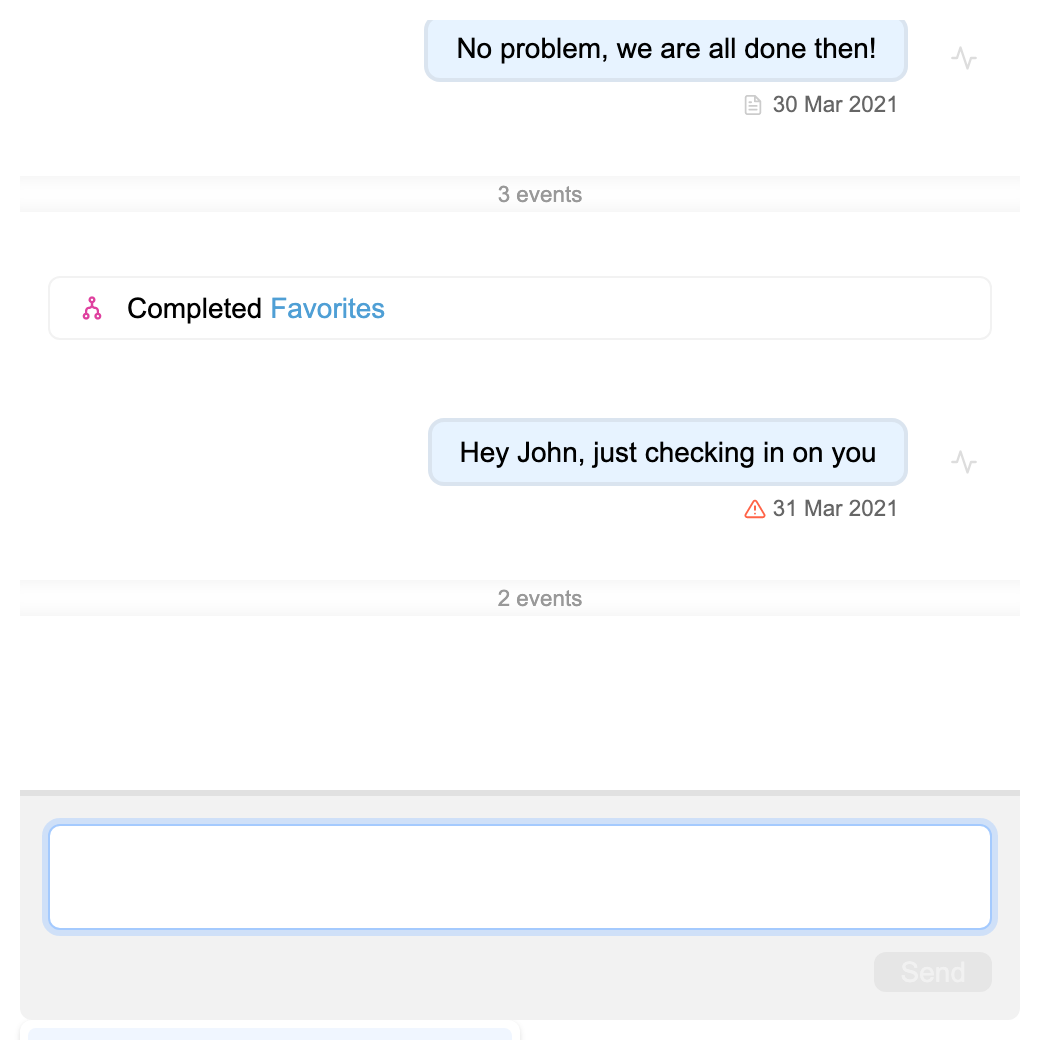 No problem, we are all done then!
30 Mar 2021
3 events
Completed Favorites
Hey John, just checking in on you
31 Mar 2021
2 events
Send